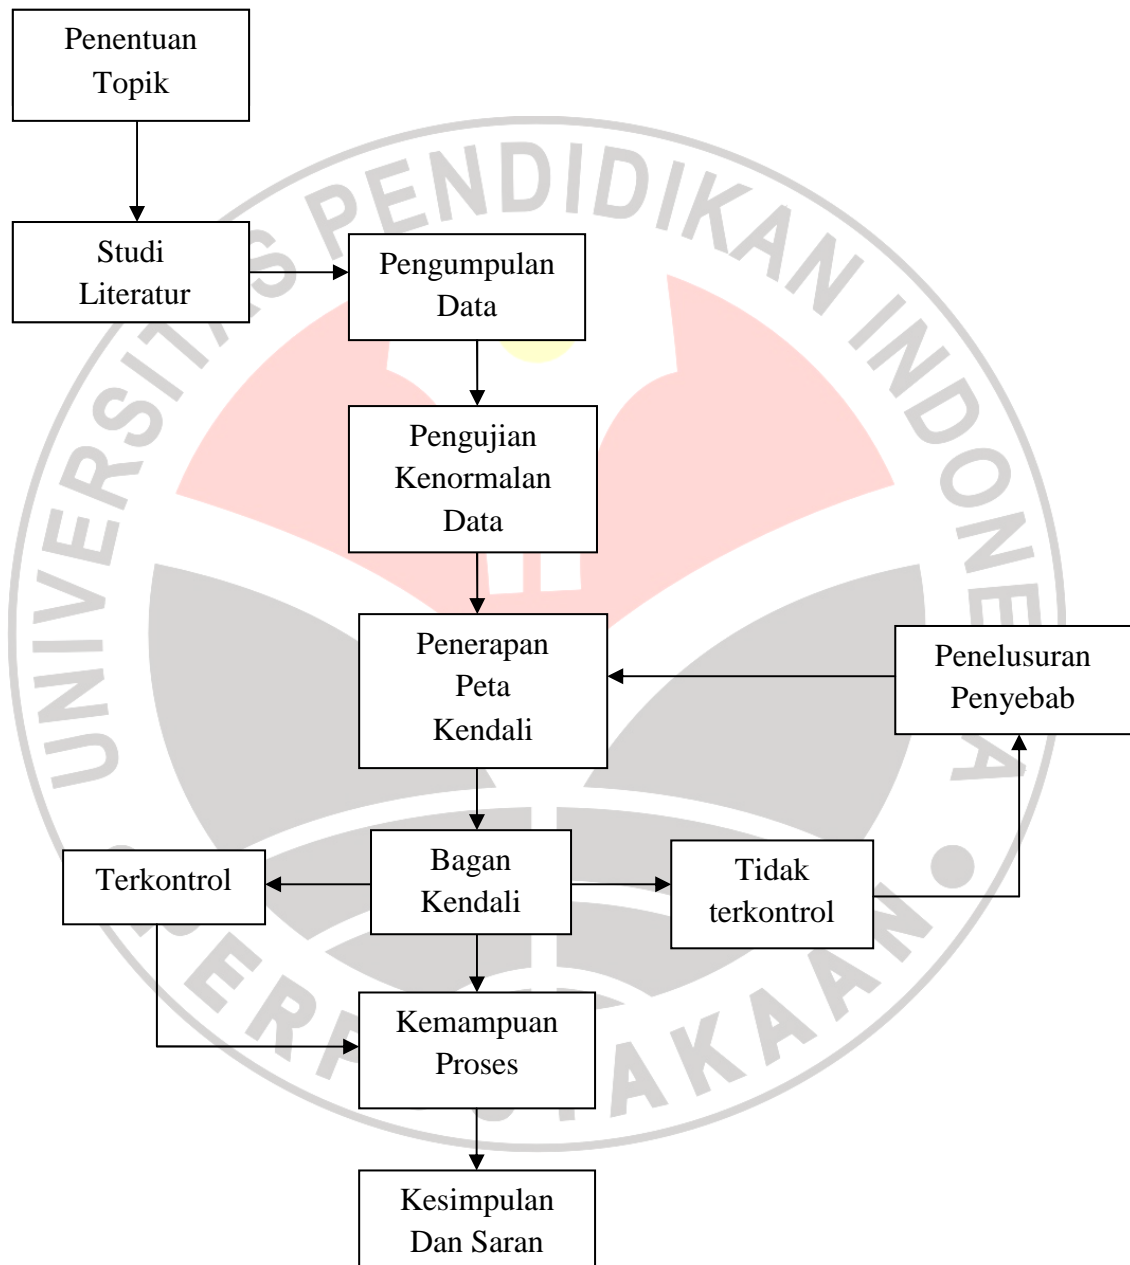 Penentuan
Topik
Studi
Literatur
Pengumpulan
Data
Pengujian
Kenormalan
Data
Penerapan
Peta
Kendali
Penelusuran
Penyebab
Bagan
Kendali
Terkontrol
Tidak
terkontrol
Kemampuan
Proses
Kesimpulan
Dan Saran
UNIVERSITAS PENDIDIKAN INDONESIA